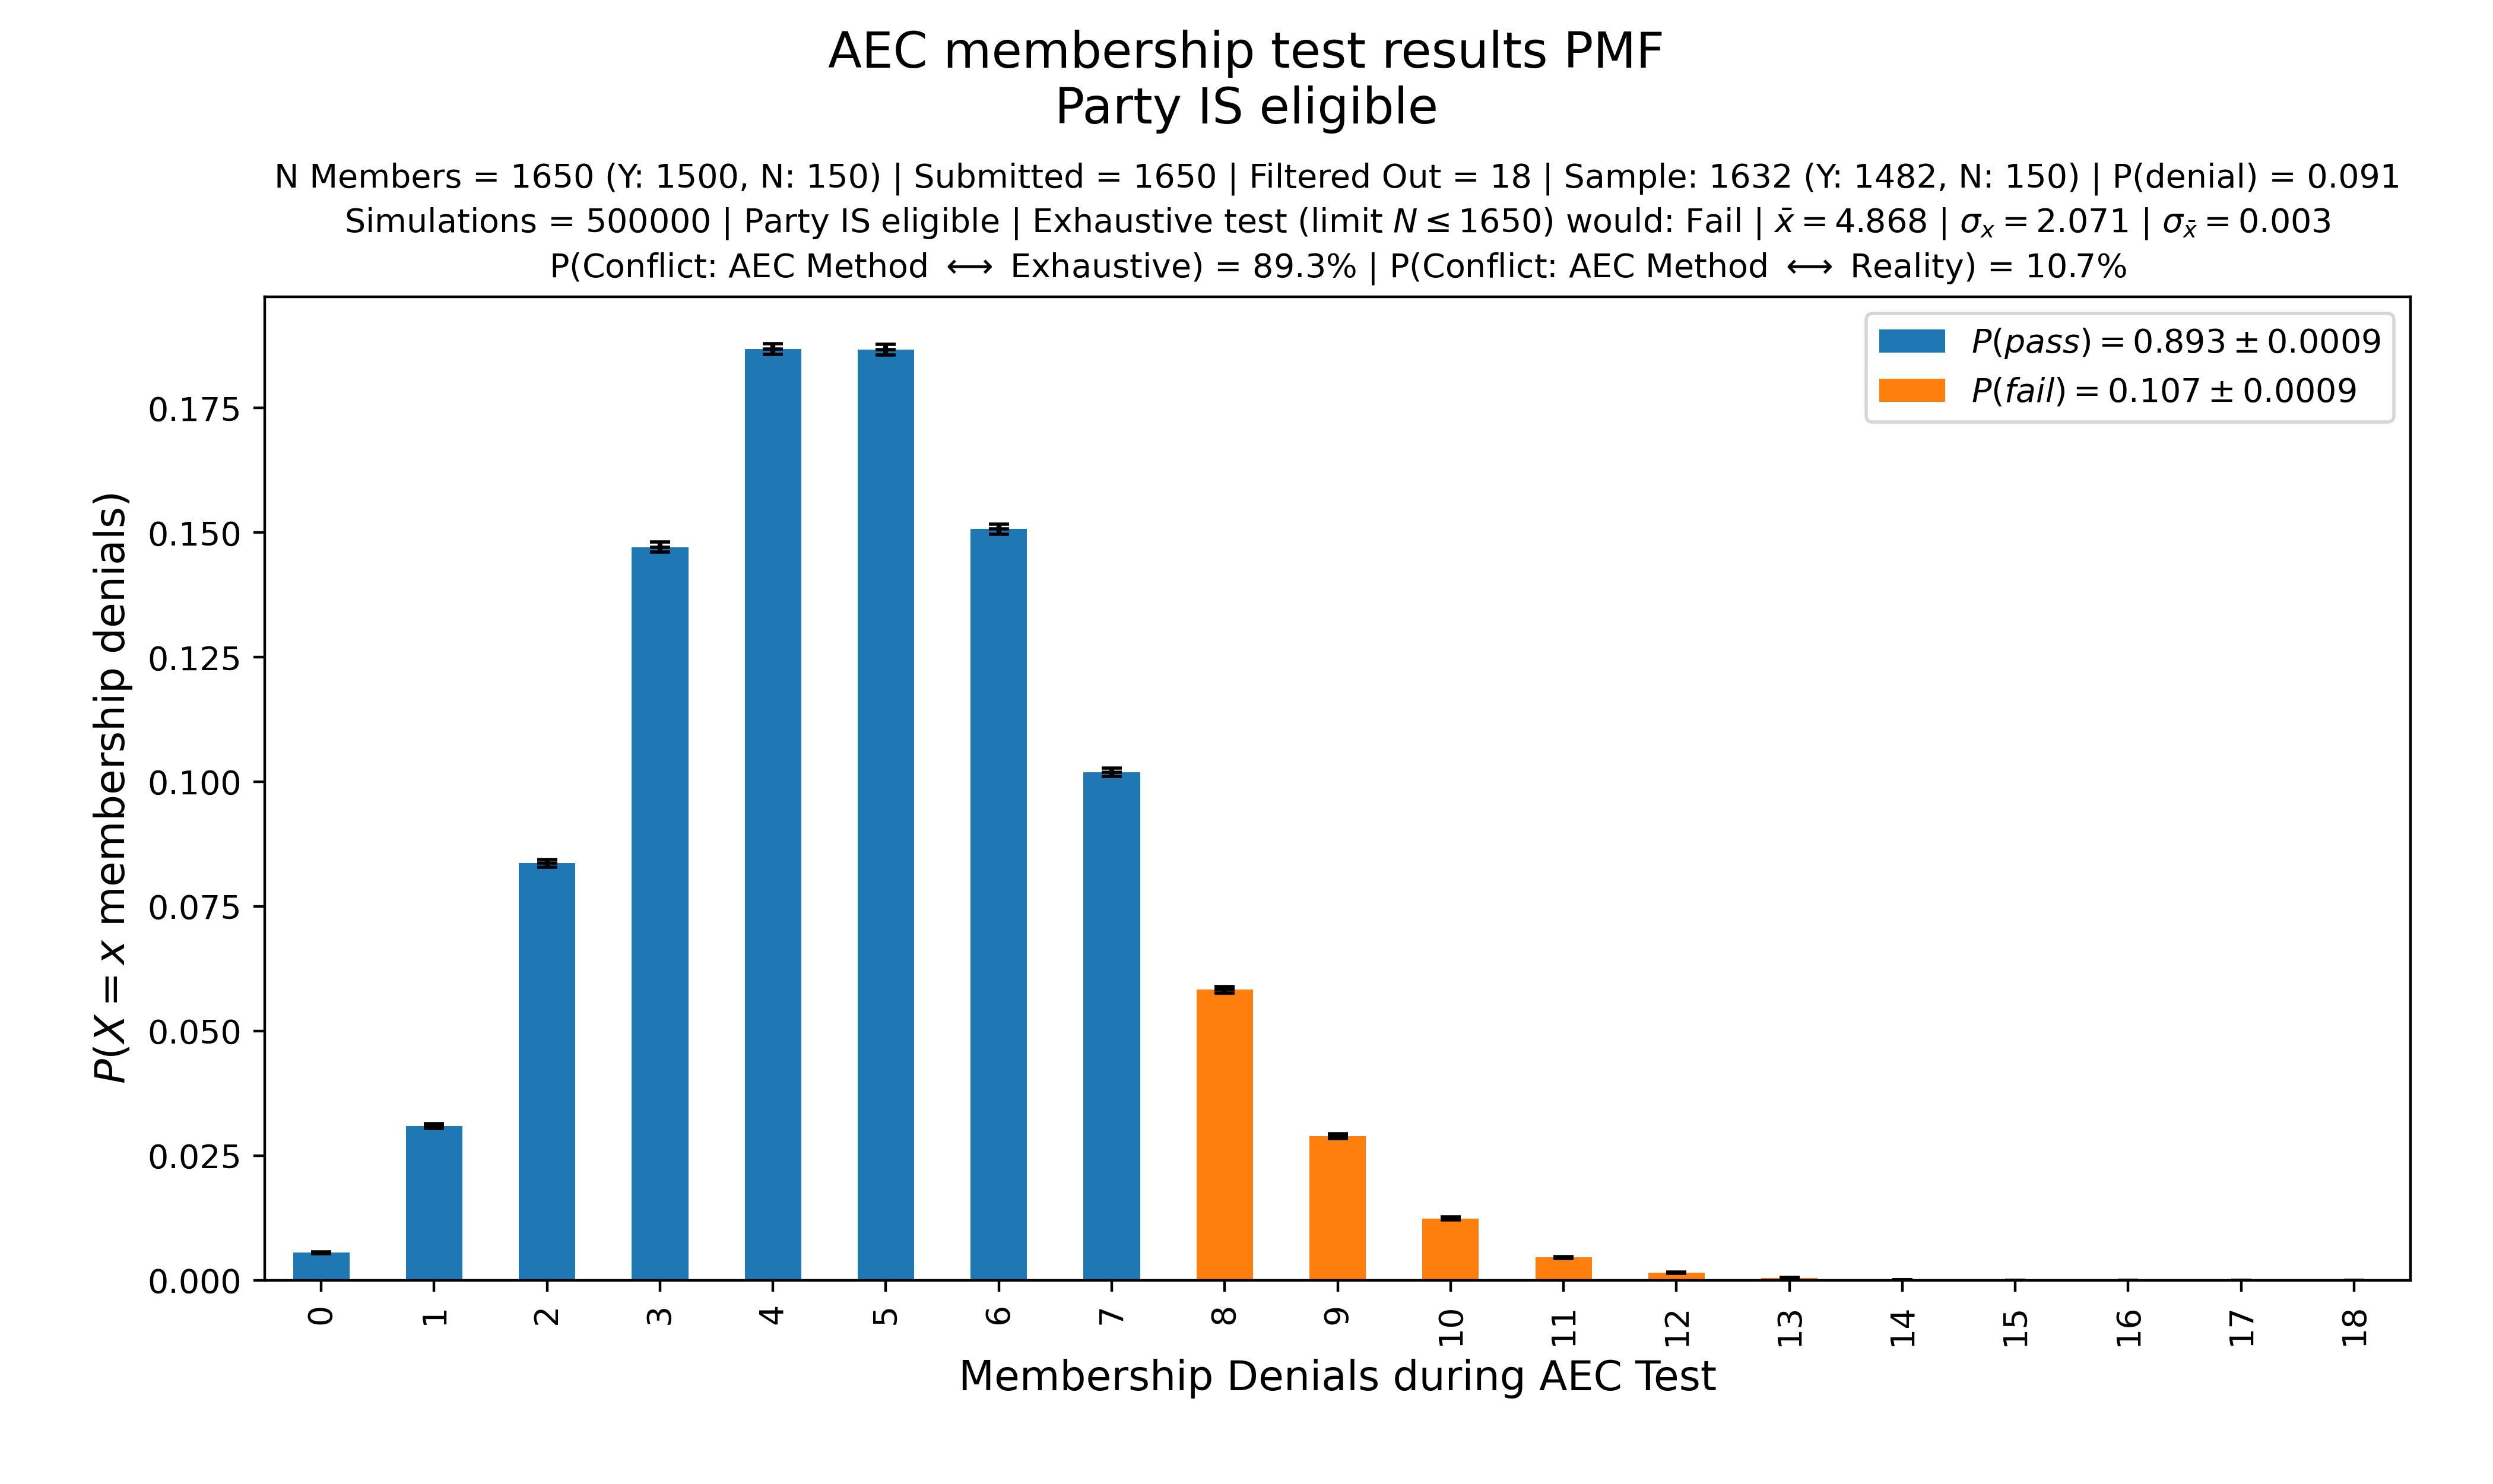 AEC membership test results PMF
Party IS eligible
N Members = 1650 (Y: 1500, N: 150) | Submitted = 1650 | Filtered Out = 18 | Sample: 1632 (Y: 1482, N: 150) | P(denial) = 0.091
Simulations = 500000 | Party IS eligible | Exhaustive test (limit N ≤ 1650) would: Fail | x̄ = 4.868 | σₓ = 2.071 | σ_x̄ = 0.003
P(Conflict: AEC Method ⟷ Exhaustive) = 89.3% | P(Conflict: AEC Method ⟷ Reality) = 10.7%
P(pass) = 0.893 ± 0.0009
P(fail) = 0.107 ± 0.0009
P(X = x membership denials)
0.175
0.150
0.125
0.100
0.075
0.050
0.025
0.000
0 1 2 3 4 5 6 7 8 9 10 11 12 13 14 15 16 17 18
Membership Denials during AEC Test